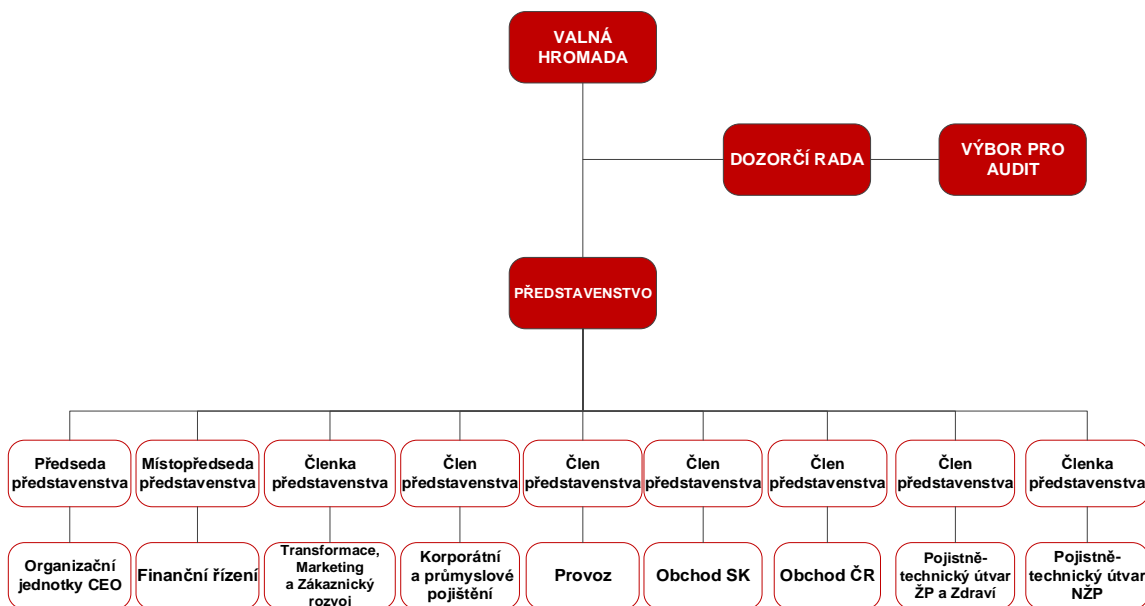 VALNÁ
HROMADA
DOZORČÍ RADA
VÝBOR PRO
AUDIT
PŘEDSTAVENSTVO
Předseda
představenstva
Místopředseda
představenstva
Členka
představenstva
Člen
představenstva
Člen
představenstva
Člen
představenstva
Člen
představenstva
Člen
představenstva
Členka
představenstva
Organizační
jednotky CEO
Finanční řízení
Transformace,
Marketing
a Zákaznický
rozvoj
Korporátní
a průmyslové
pojištění
Provoz
Obchod SK
Obchod ČR
Pojistně-
technický útvar
ŽP a Zdraví
Pojistně-
technický útvar
NŽP